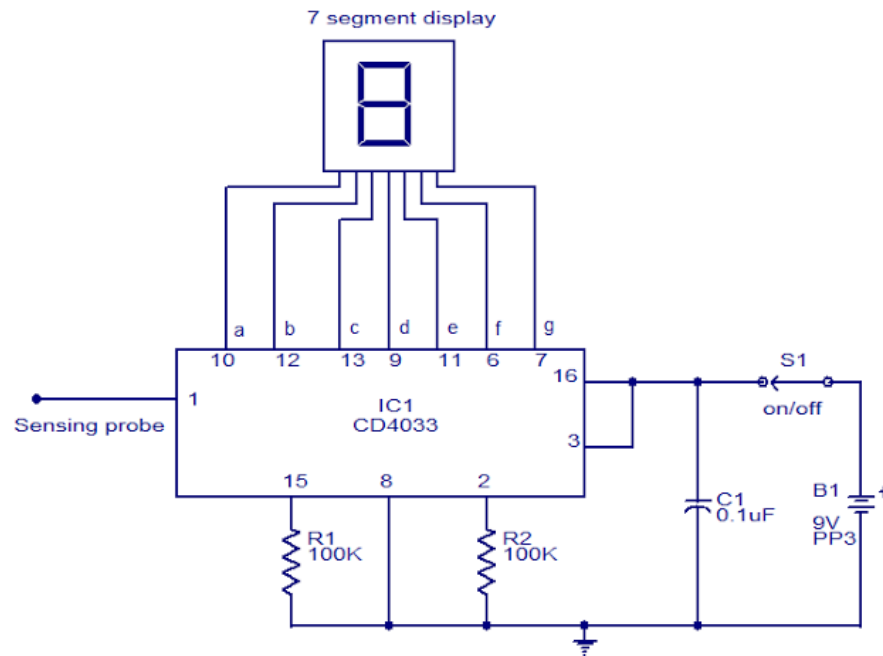 7 segment display
a b c d e f g
10 12 13 9 11 6 7
16
S1
1
IC1
CD4033
on/off
Sensing probe
3
15 8 2
R1
100K
R2
100K
C1
0.1uF
B1
+
9V
PP3